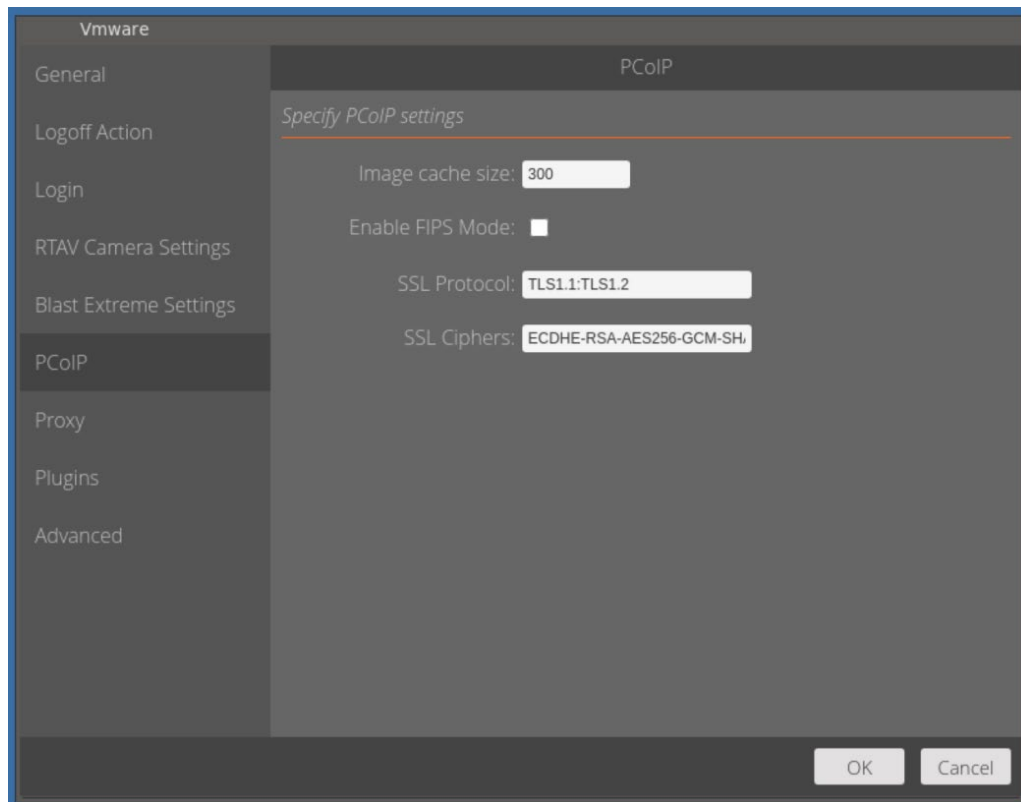 Vmware
General
Logoff Action
Login
RTAV Camera Settings
Blast Extreme Settings
PCoIP
Proxy
Plugins
Advanced
PCoIP
Specify PCoIP settings
Image cache size: 300
Enable FIPS Mode:
SSL Protocol: TLS1.1:TLS1.2
SSL Ciphers: ECDHE-RSA-AES256-GCM-SH
OK
Cancel